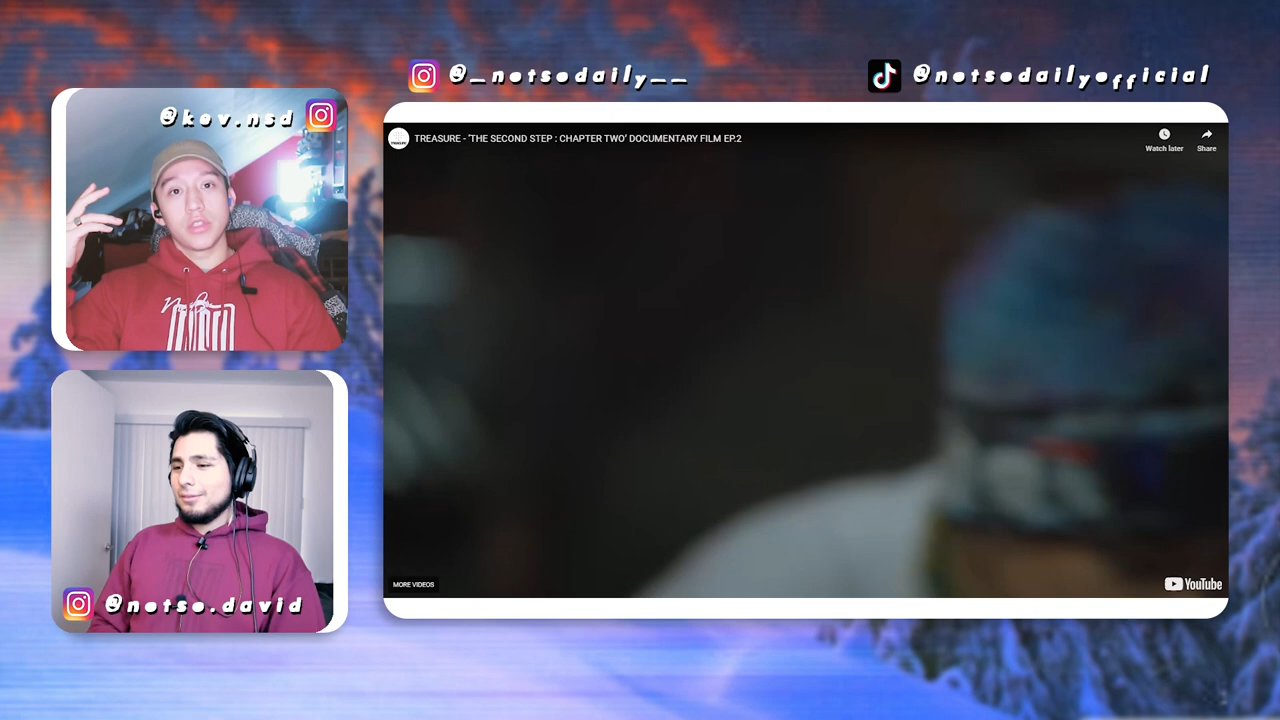 @_notsodaily__
@notsodailyofficial
@kev.nsd
TREASURE - 'THE SECOND STEP : CHAPTER TWO' DOCUMENTARY FILM EP.2
Watch later
Share
@notso.david
MORE VIDEOS
YouTube